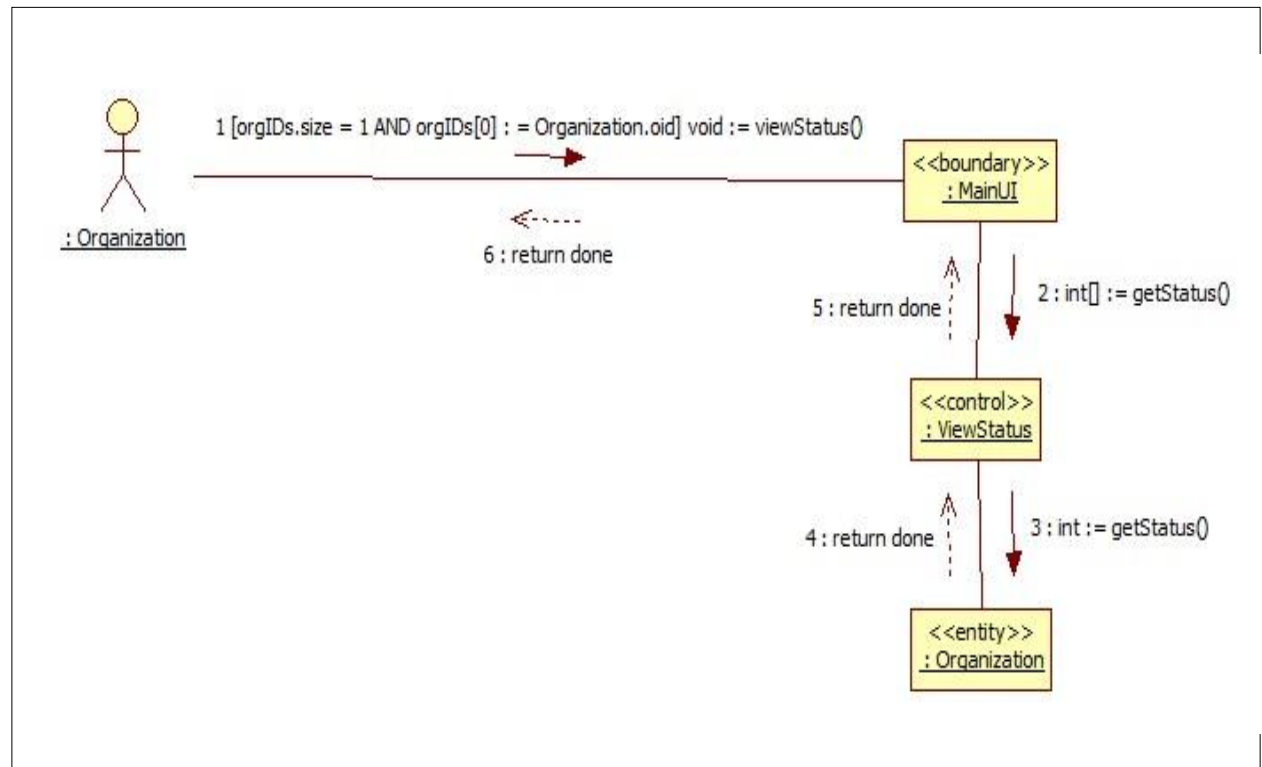 1 [orgIDs.size = 1 AND orgIDs[0] : = Organization.oid] void := viewStatus()
<<boundary>>
: MainUI
: Organization
6 : return done
5 : return done
2 : int[] := getStatus()
<<control>>
: ViewStatus
4 : return done
3 : int := getStatus()
<<entity>>
: Organization